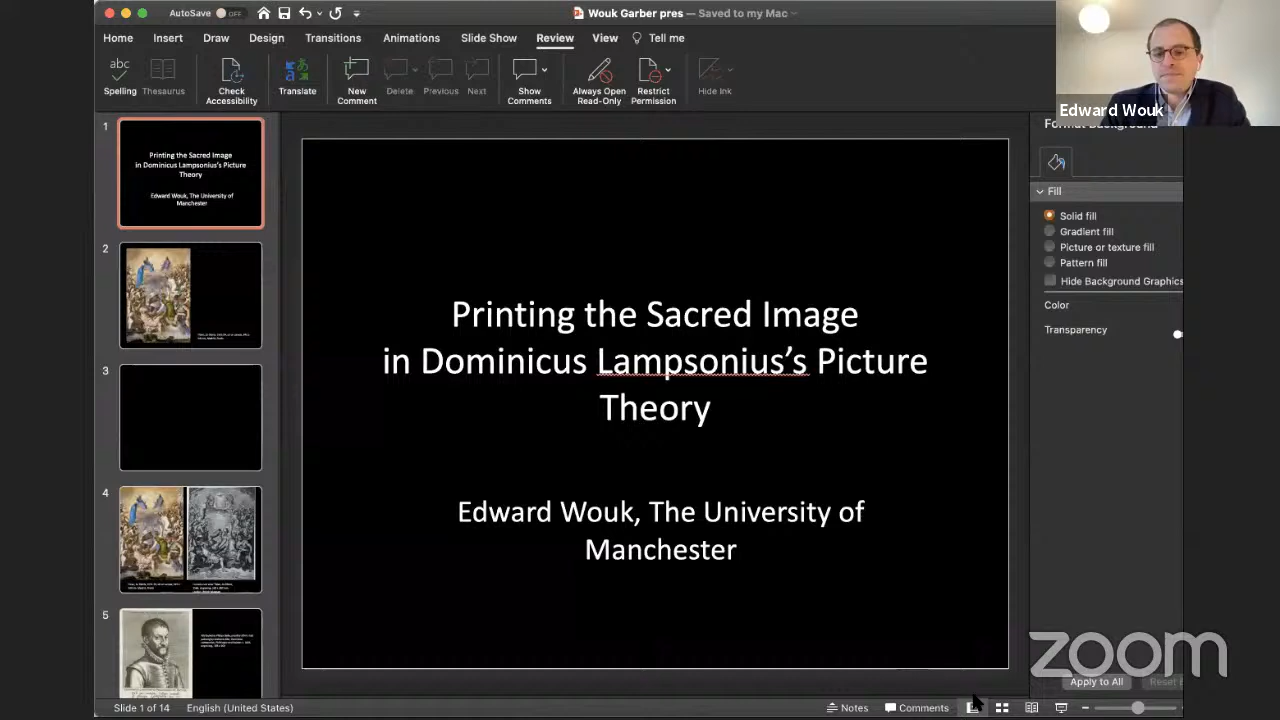 AutoSave OFF
Wouk Garber pres — Saved to my Mac
Home Insert Draw Design Transitions Animations Slide Show Review View Tell me
abc
Spelling
Thesaurus
Check
Accessibility
Translate
New
Comment
Delete
Previous
Next
Show
Comments
Always Open
Read-Only
Restrict
Permission
Hide Ink
Edward Wouk
Format Background
Fill
Solid fill
Gradient fill
Picture or texture fill
Pattern fill
Hide Background Graphics
Color
Transparency
1
Printing the Sacred Image
in Dominicus Lampsonius's Picture
Theory
Edward Wouk, The University of
Manchester
2
3
4
5
Printing the Sacred Image
in Dominicus Lampsonius's Picture
Theory
Edward Wouk, The University of
Manchester
zoom
Apply to All
Reset
Slide 1 of 14
English (United States)
Notes
Comments